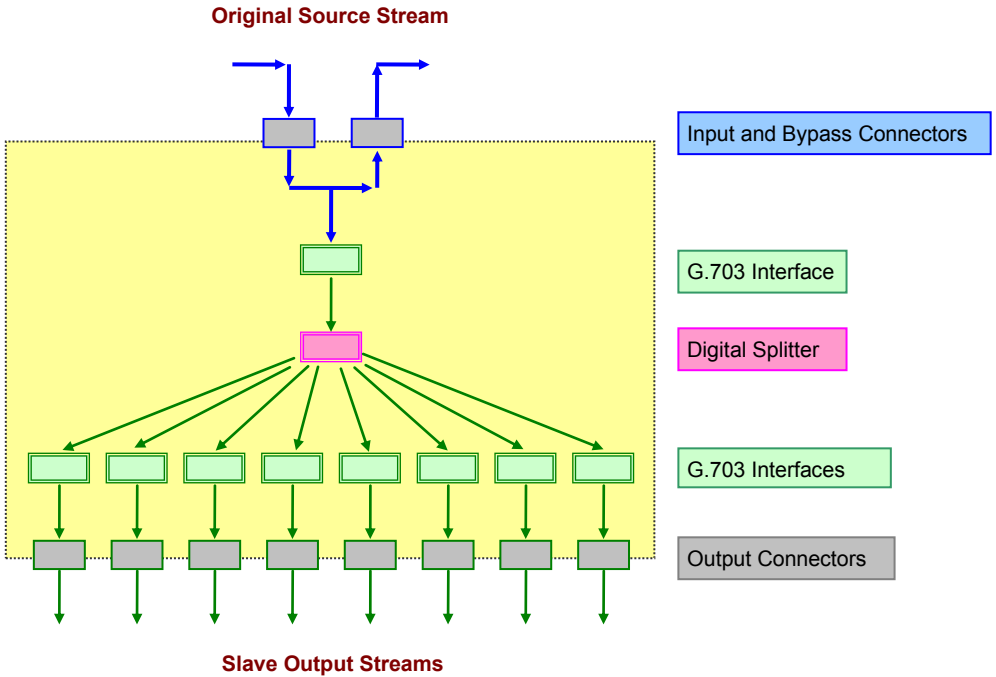 Original Source Stream
Input and Bypass Connectors
G.703 Interface
Digital Splitter
G.703 Interfaces
Output Connectors
Slave Output Streams